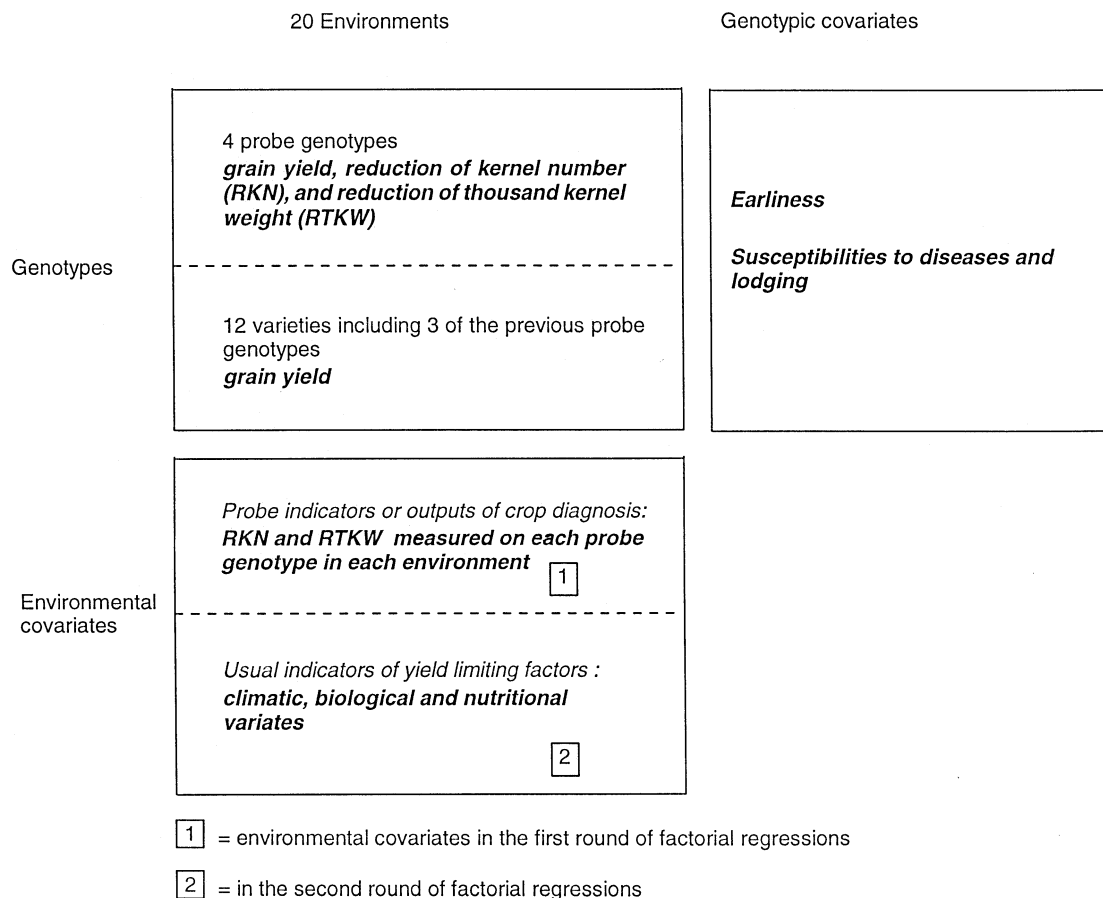 20 Environments
Genotypic covariates
4 probe genotypes
grain yield, reduction of kernel number
(RKN), and reduction of thousand kernel
weight (RTKW)
Earliness
Susceptibilities to diseases and
lodging
Genotypes
12 varieties including 3 of the previous probe
genotypes
grain yield
Probe indicators or outputs of crop diagnosis:
RKN and RTKW measured on each probe
genotype in each environment
1
Environmental
covariates
Usual indicators of yield limiting factors :
climatic, biological and nutritional
variates
2
1 = environmental covariates in the first round of factorial regressions
2 = in the second round of factorial regressions